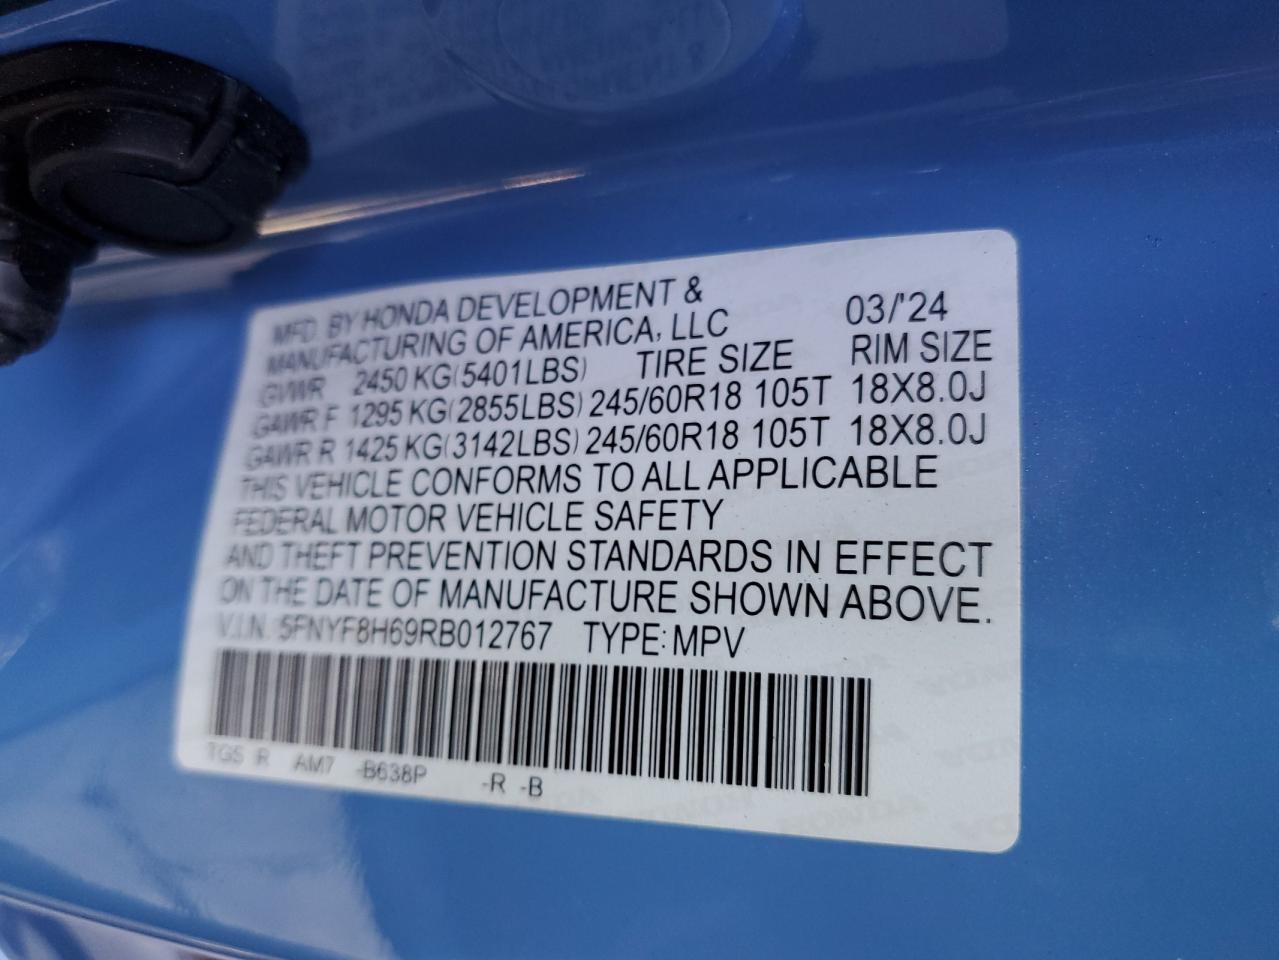 MFD. BY HONDA DEVELOPMENT &
MANUFACTURING OF AMERICA, LLC 03/'24
GVWR 2450 KG(5401LBS) TIRE SIZE RIM SIZE
GAWR F 1295 KG(2855LBS) 245/60R18 105T 18X8.0J
GAWR R 1425 KG(3142LBS) 245/60R18 105T 18X8.0J
THIS VEHICLE CONFORMS TO ALL APPLICABLE
FEDERAL MOTOR VEHICLE SAFETY
AND THEFT PREVENTION STANDARDS IN EFFECT
ON THE DATE OF MANUFACTURE SHOWN ABOVE.
V.I.N. 5FNYF8H69RB012767 TYPE: MPV
TG5 R AM7 -B638P -R -B